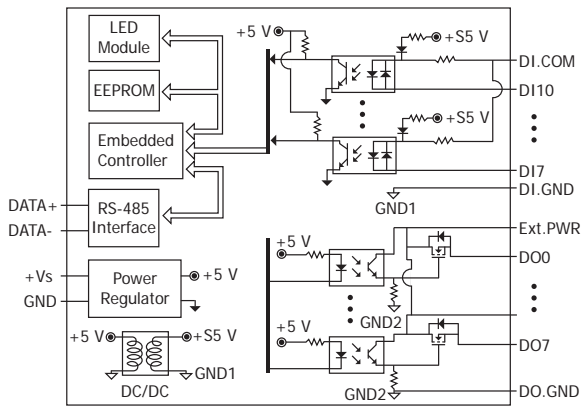 LED
Module
EEPROM
Embedded
Controller
DATA+
DATA-
RS-485
Interface
+Vs
GND
Power
Regulator
+5 V
+5 V
+S5 V
GND1
DC/DC
+5 V
+S5 V
DI.COM
DI10
+S5 V
DI7
DI.GND
GND1
Ext.PWR
+5 V
DO0
GND2
+5 V
DO7
GND2
DO.GND